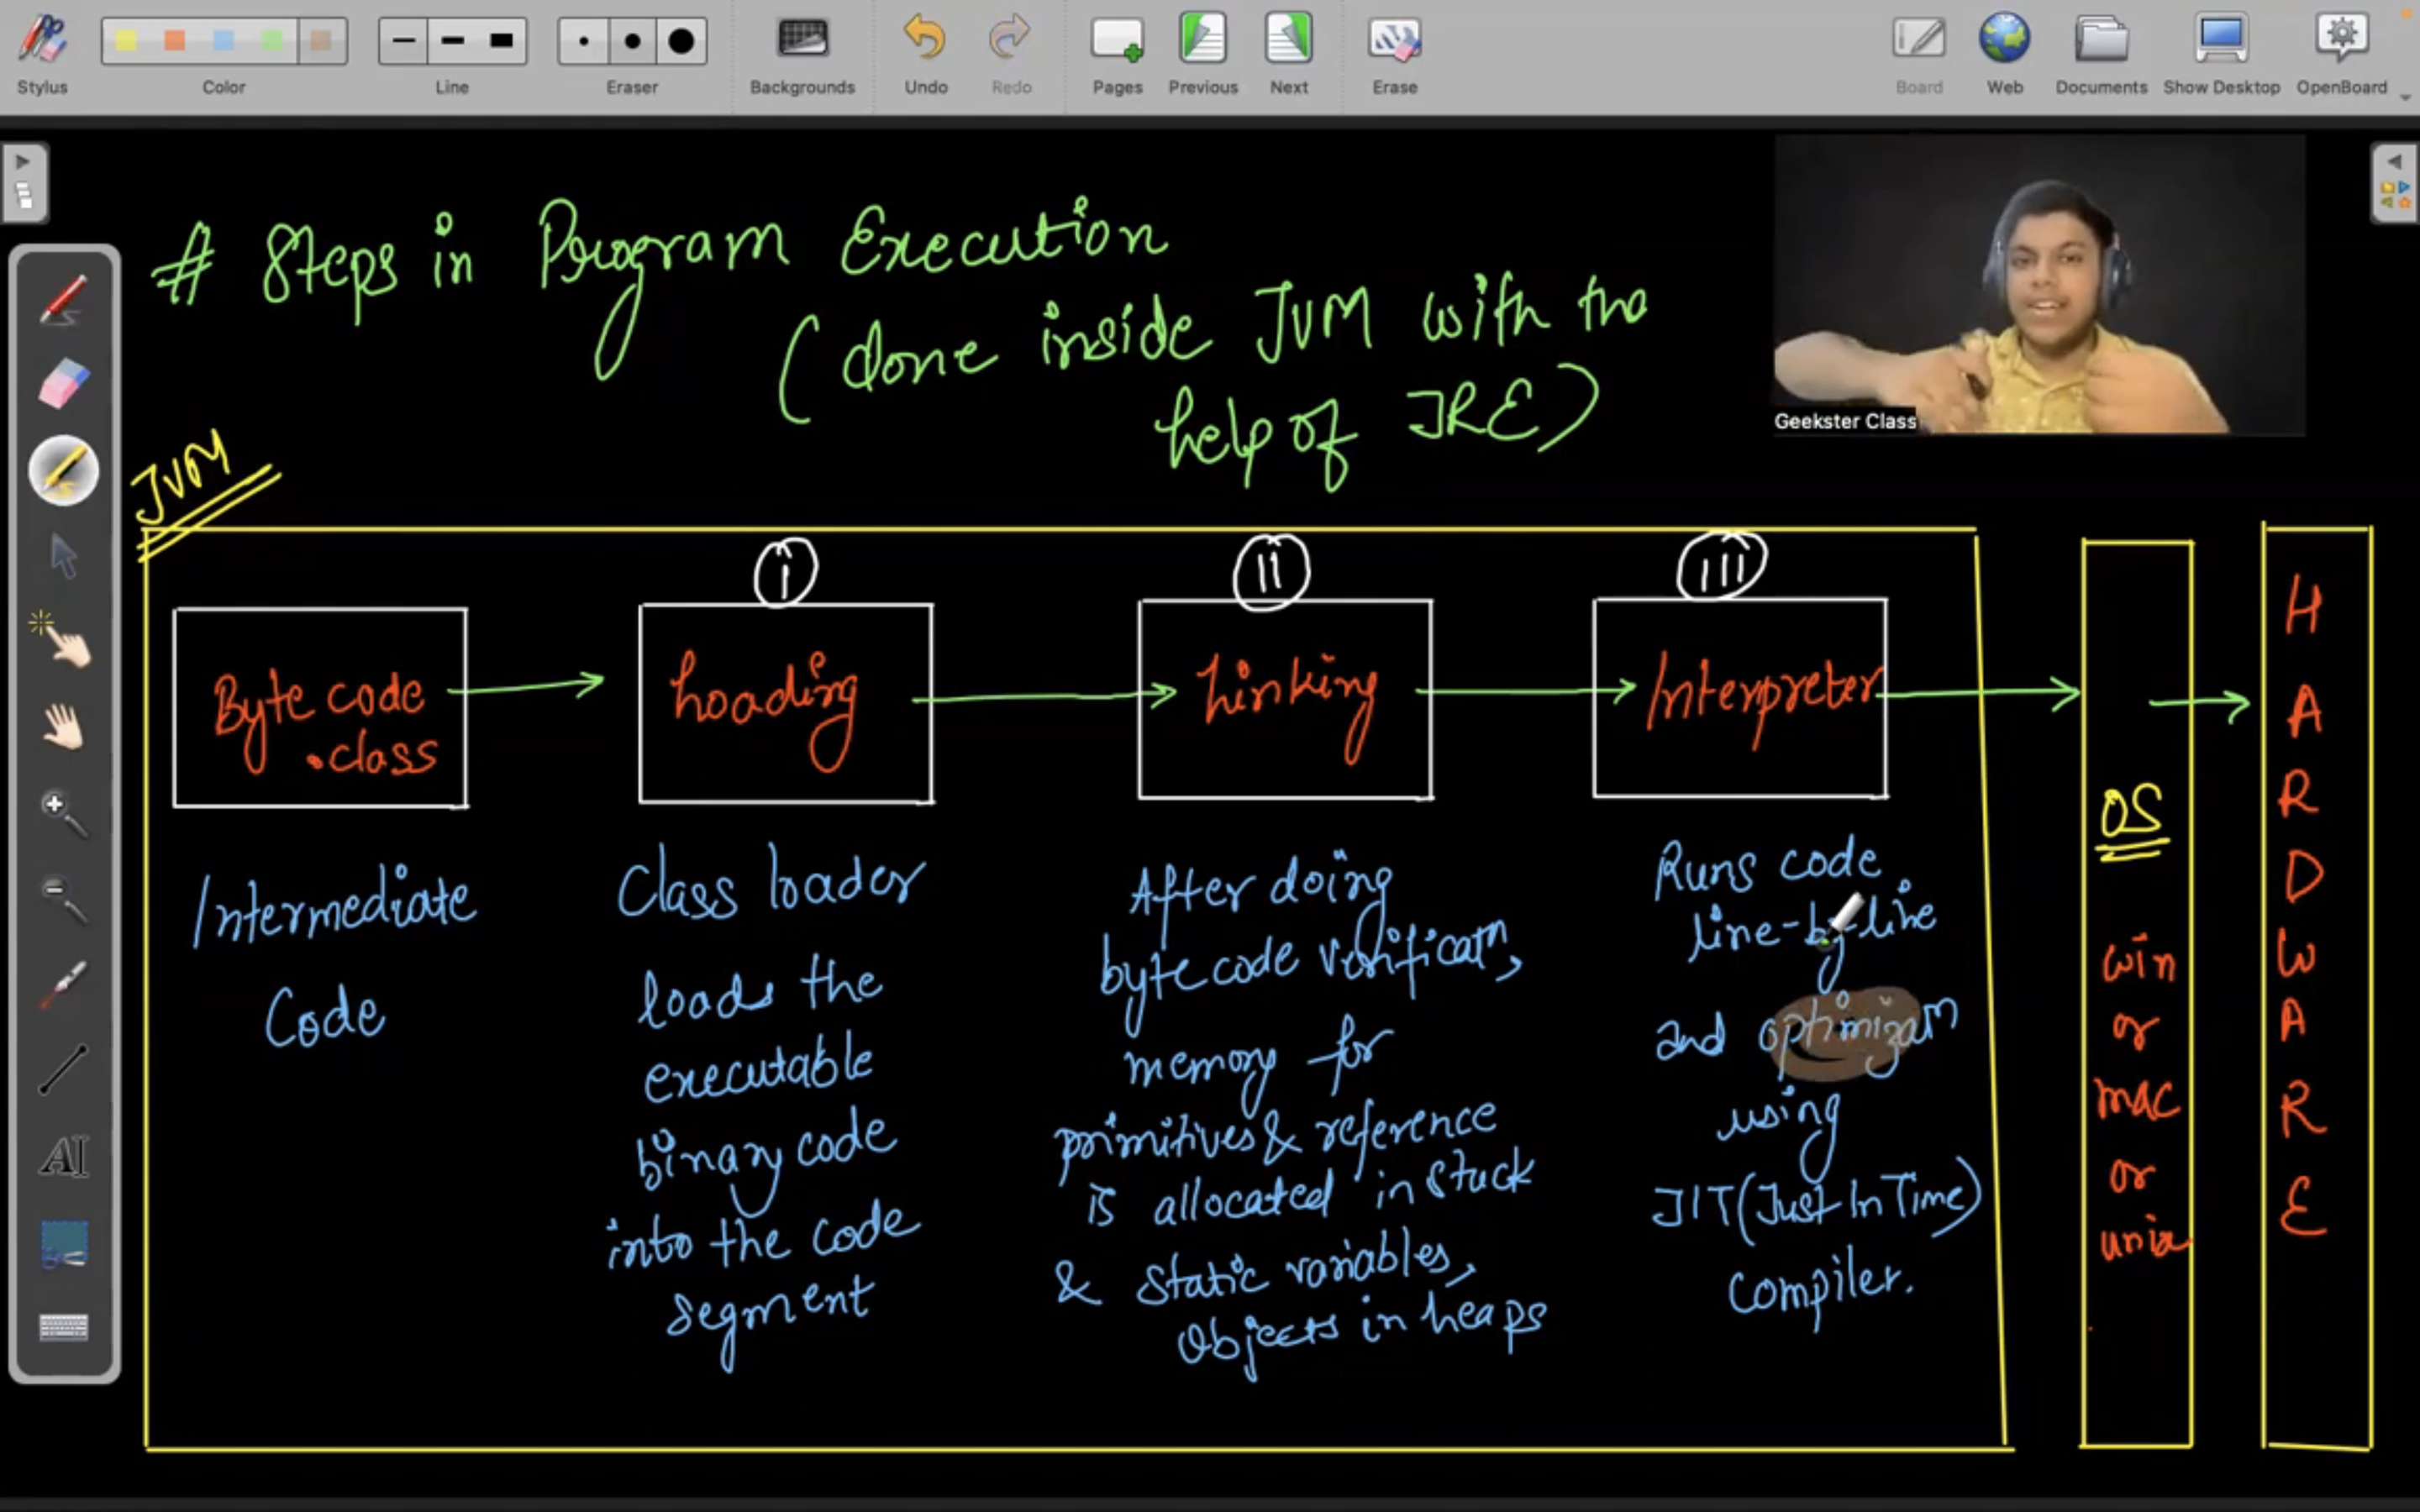 Stylus
Color
Line
Eraser
Backgrounds
Undo
Redo
Pages
Previous
Next
Erase
Board
Web
Documents
Show Desktop
OpenBoard
# Steps in Program Execution
(done inside JVM with the
help of JRE)
Geekster Class
JVM
Byte code
.class
Intermediate
Code
i
Loading
Class loader
loads the
executable
binary code
into the code
segment
ii
Linking
After doing
byte code verificatn,
memory for
primitives & reference
is allocated in stack
& static variables,
Objects in heaps
iii
Interpreter
Runs code
line-by-line
and optimizan
using
JIT (Just In Time)
Compiler.
OS
win
or
mac
or
unix
HARDWARE
AI